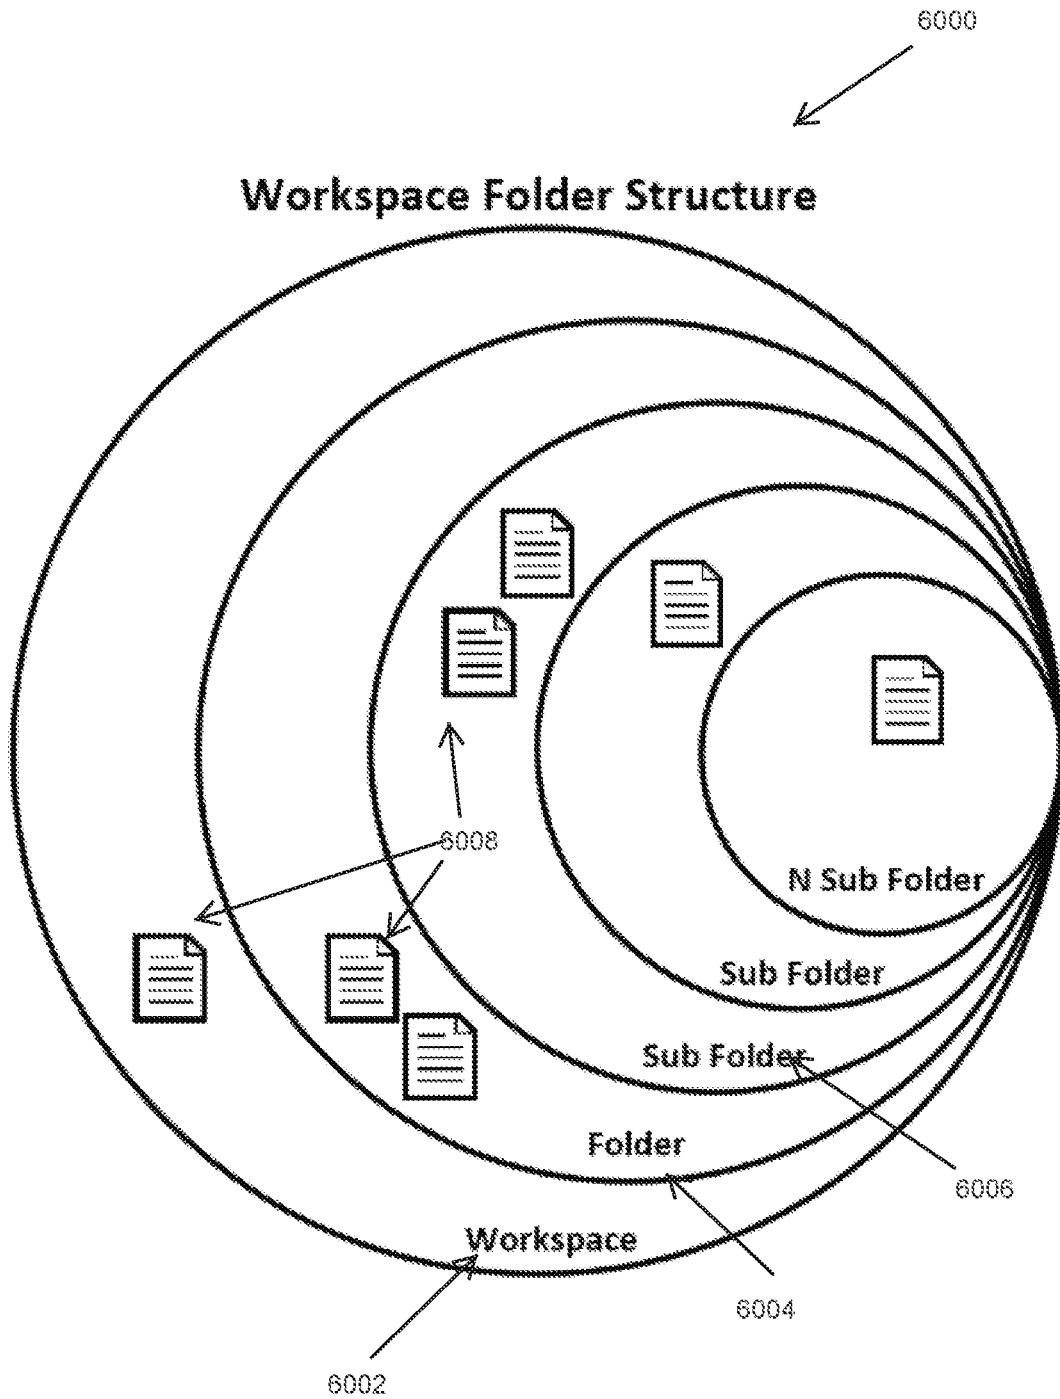 6000
Workspace Folder Structure
6008
N Sub Folder
Sub Folder
Sub Folder
Folder
6006
Workspace
6004
6002